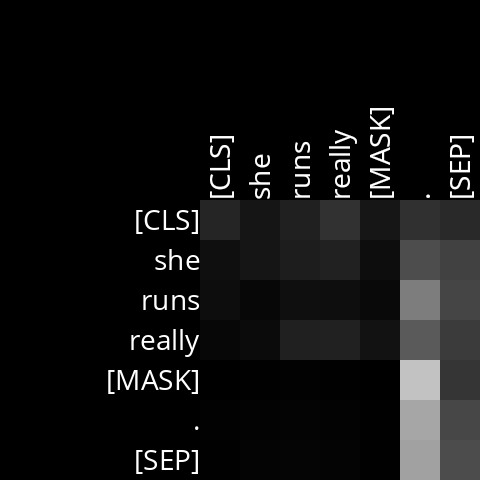 [CLS]
she
runs
really
[MASK]
.
[SEP]
[CLS]
she
runs
really
[MASK]
.
[SEP]